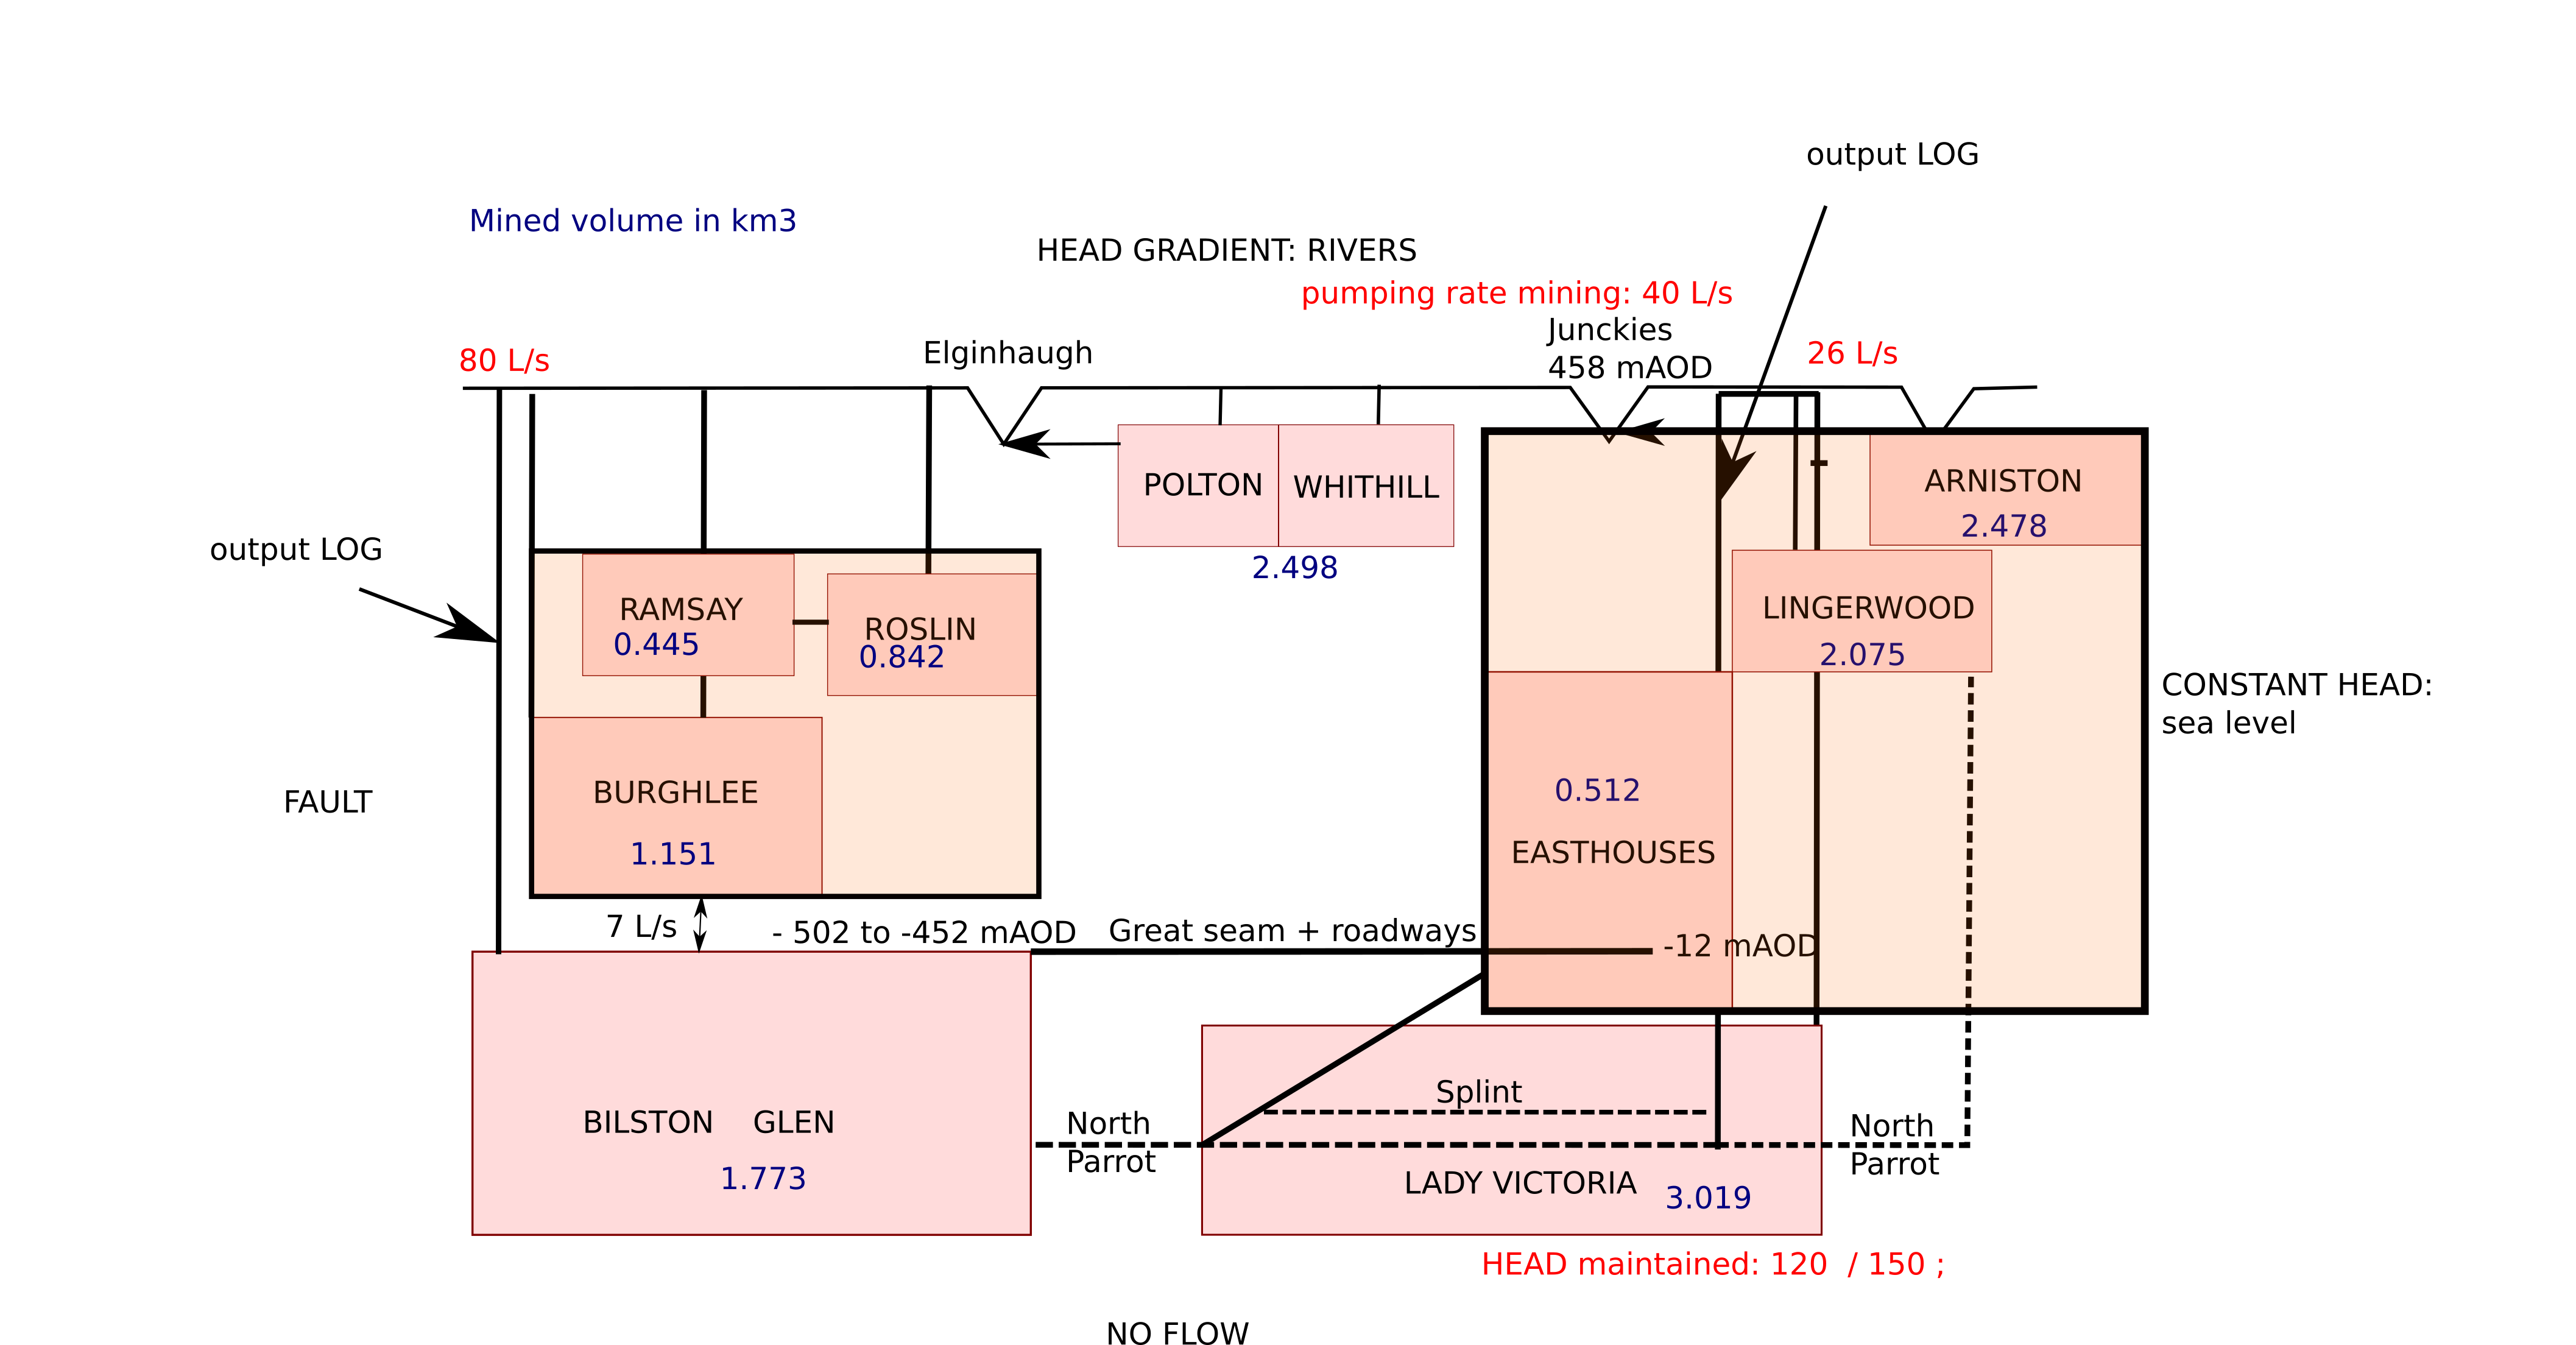 output LOG
Mined volume in km3
HEAD GRADIENT: RIVERS
pumping rate mining: 40 L/s
Junckies
458 mAOD
80 L/s
Elginhaugh
26 L/s
POLTON
WHITHILL
2.498
ARNISTON
2.478
output LOG
RAMSAY
0.445
ROSLIN
0.842
LINGERWOOD
2.075
CONSTANT HEAD:
sea level
FAULT
BURGHLEE
1.151
0.512
EASTHOUSES
7 L/s
- 502 to -452 mAOD
Great seam + roadways
-12 mAOD
BILSTON GLEN
1.773
North
Parrot
Splint
LADY VICTORIA
3.019
North
Parrot
HEAD maintained: 120 / 150 ;
NO FLOW